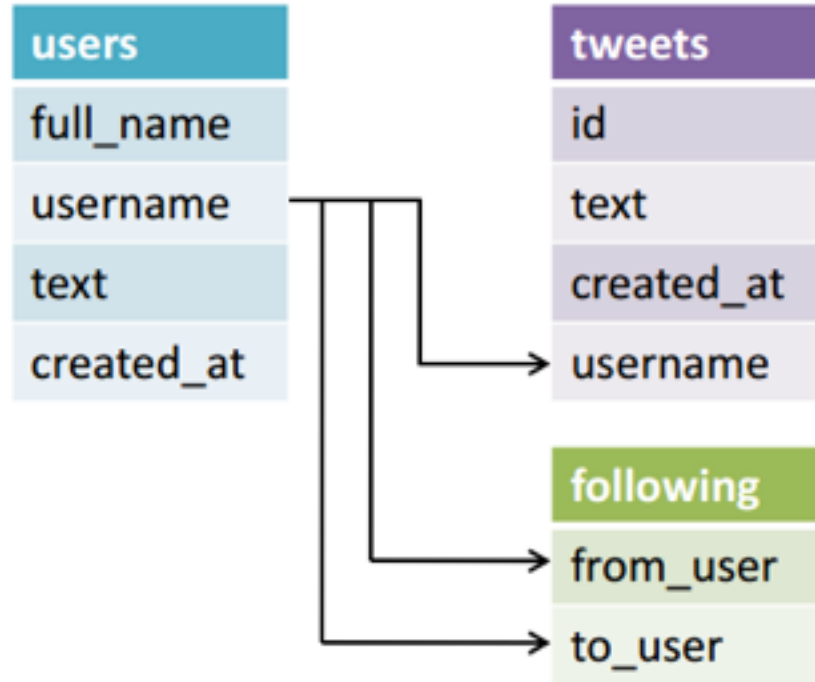 users
full_name
username
text
created_at
tweets
id
text
created_at
username
following
from_user
to_user